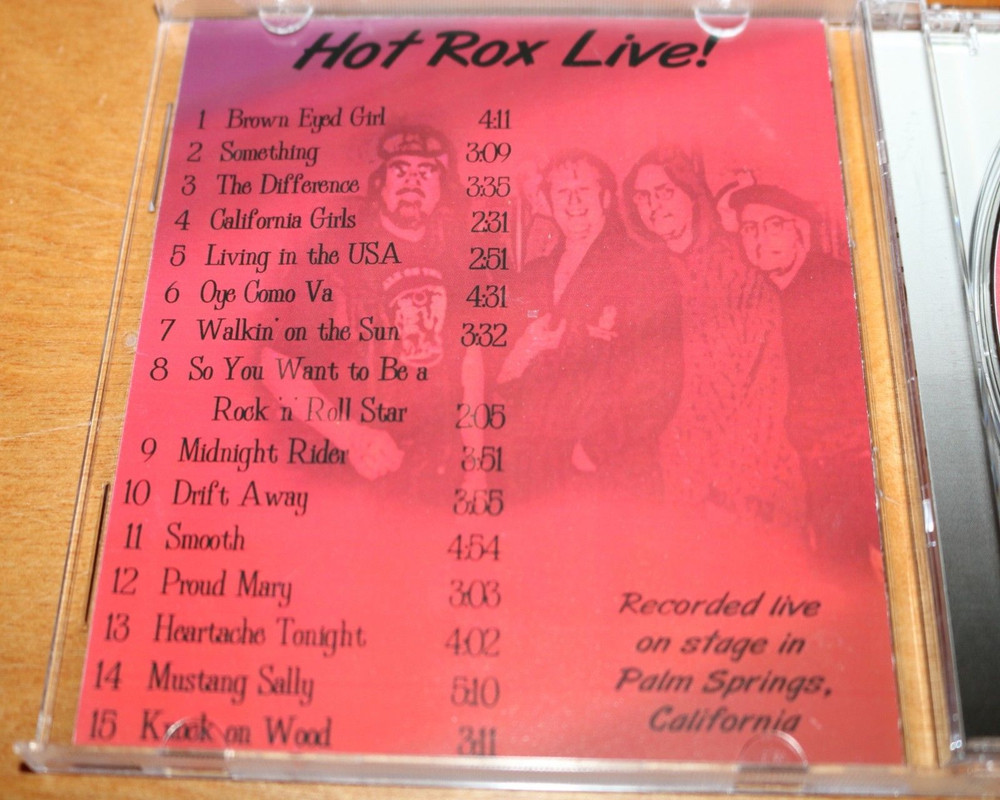 Hot Rox Live!
1 Brown Eyed Girl 4:11
2 Something 3:09
3 The Difference 3:35
4 California Girls 2:31
5 Living in the USA 2:51
6 Oye Como Va 4:31
7 Walkin' on the Sun 3:32
8 So You Want to Be a
Rock 'n' Roll Star 2:05
9 Midnight Rider 3:51
10 Drift Away 3:55
11 Smooth 4:54
12 Proud Mary 3:03
13 Heartache Tonight 4:02
14 Mustang Sally 5:10
15 Knock on Wood 3:11
Recorded live
on stage in
Palm Springs,
California